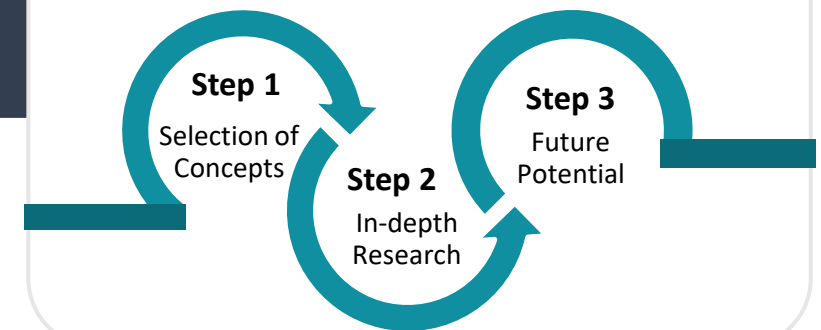 Step 1
Selection of
Concepts
Step 2
In-depth
Research
Step 3
Future
Potential